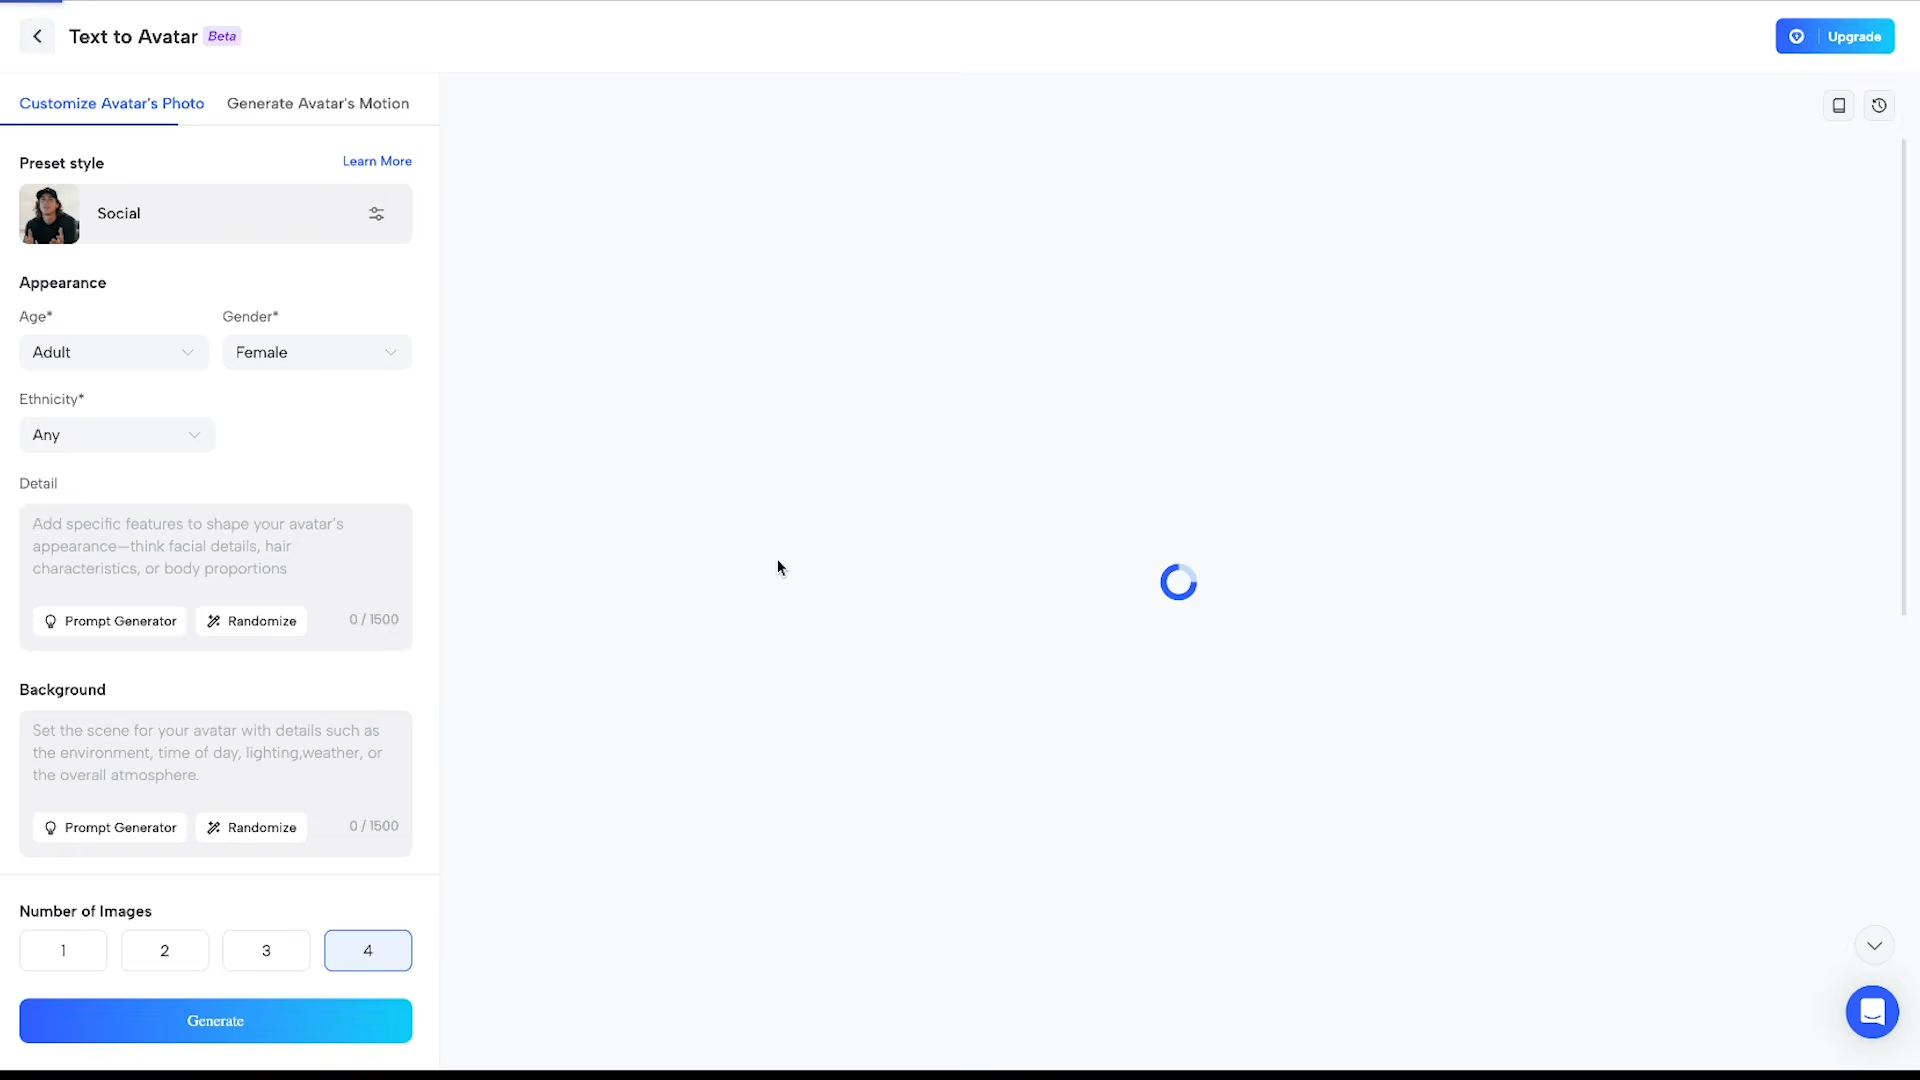 Text to Avatar Beta
Upgrade
Customize Avatar's Photo
Generate Avatar's Motion
Preset style
Learn More
Social
Appearance
Age*
Gender*
Adult
Female
Ethnicity*
Any
Detail
Add specific features to shape your avatar's
appearance—think facial details, hair
characteristics, or body proportions
Prompt Generator
Randomize
0 / 1500
Background
Set the scene for your avatar with details such as
the environment, time of day, lighting,weather, or
the overall atmosphere.
Prompt Generator
Randomize
0 / 1500
Number of Images
1
2
3
4
Generate